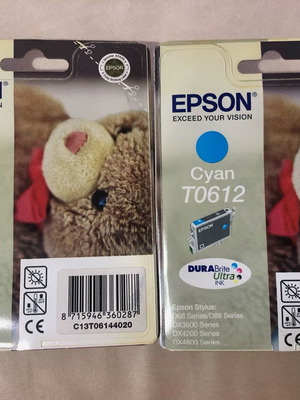 EPSON
8 715946 360287
C13T06144020
CE
EPSON
EXCEED YOUR VISION
Cyan
T0612
DURABrite
Ultra
INK
Epson Stylus:
D68 Series/D88 Series
DX3800 Series
DX4200 Series
DX4800 Series
CE